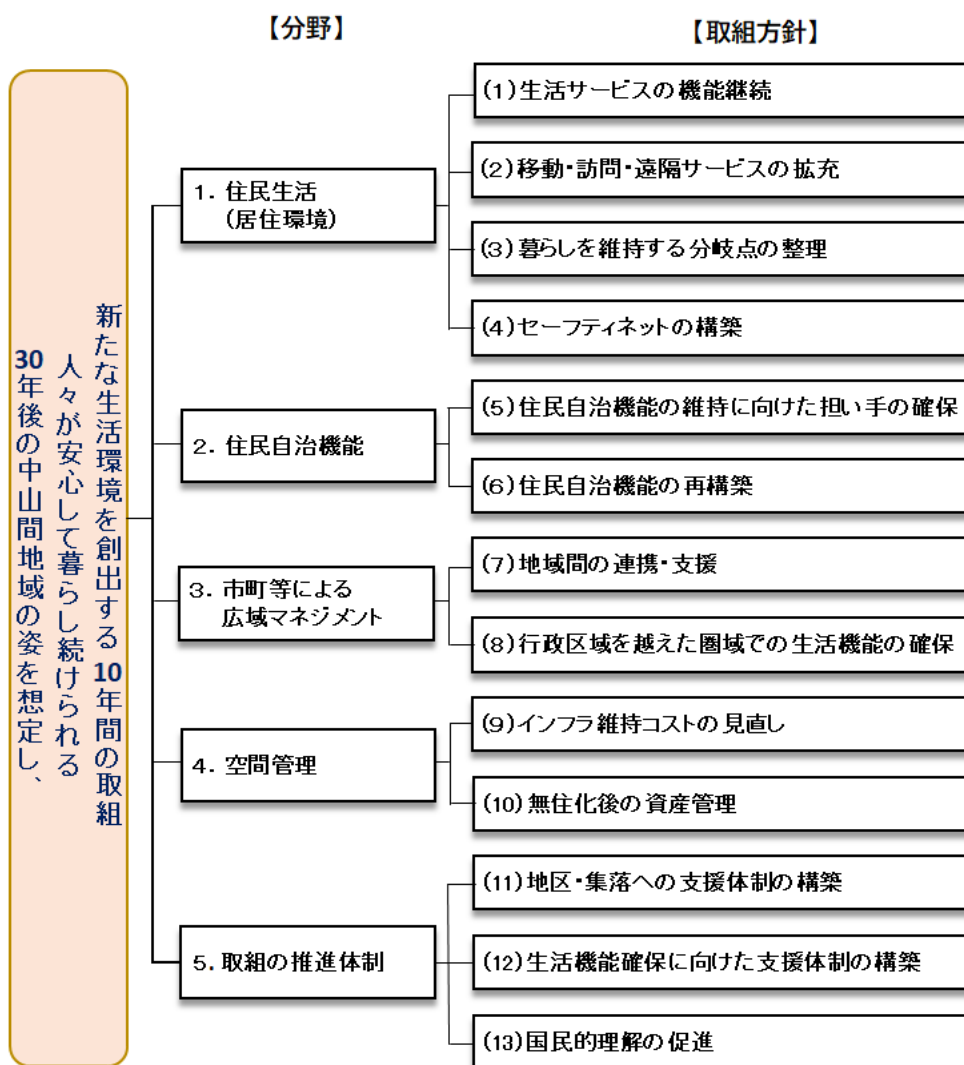 【分野】
【取組方針】
30年後の中山間地域の姿を想定し、
人々が安心して暮らし続けられる
新たな生活環境を創出する10年間の取組
1. 住民生活
(居住環境)
(1)生活サービスの機能継続
(2)移動・訪問・遠隔サービスの拡充
(3)暮らしを維持する分岐点の整理
(4)セーフティネットの構築
2. 住民自治機能
(5)住民自治機能の維持に向けた担い手の確保
(6)住民自治機能の再構築
3. 市町等による
広域マネジメント
(7)地域間の連携・支援
(8)行政区域を越えた圏域での生活機能の確保
4. 空間管理
(9)インフラ維持コストの見直し
(10)無住化後の資産管理
5. 取組の推進体制
(11)地区・集落への支援体制の構築
(12)生活機能確保に向けた支援体制の構築
(13)国民的理解の促進